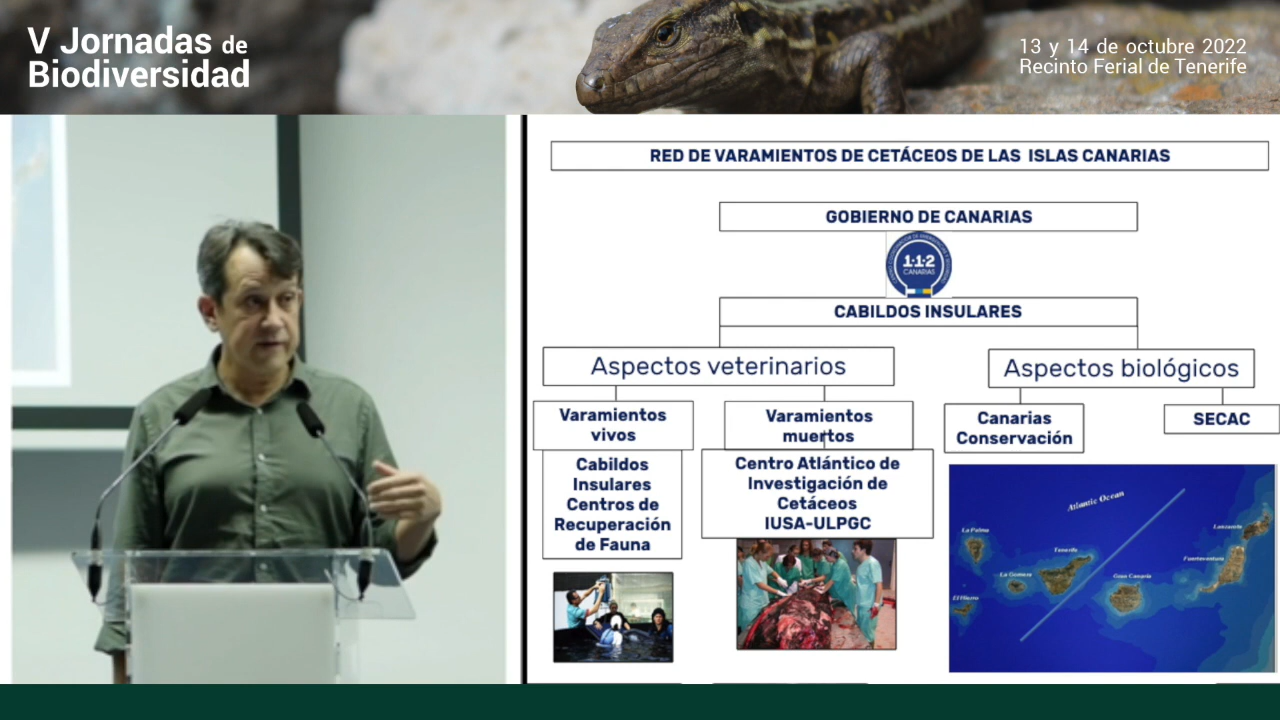 V Jornadas de
Biodiversidad
13 y 14 de octubre 2022
Recinto Ferial de Tenerife
RED DE VARAMIENTOS DE CETÁCEOS DE LAS ISLAS CANARIAS
GOBIERNO DE CANARIAS
1·1·2
CANARIAS
CABILDOS INSULARES
Aspectos veterinarios
Aspectos biológicos
Varamientos
vivos
Varamientos
muertos
Canarias
Conservación
SECAC
Cabildos
Insulares
Centros de
Recuperación
de Fauna
Centro Atlántico de
Investigación de
Cetáceos
IUSA-ULPGC
Atlantic Ocean
La Palma
Tenerife
La Gomera
El Hierro
Gran Canaria
Fuerteventura
Lanzarote